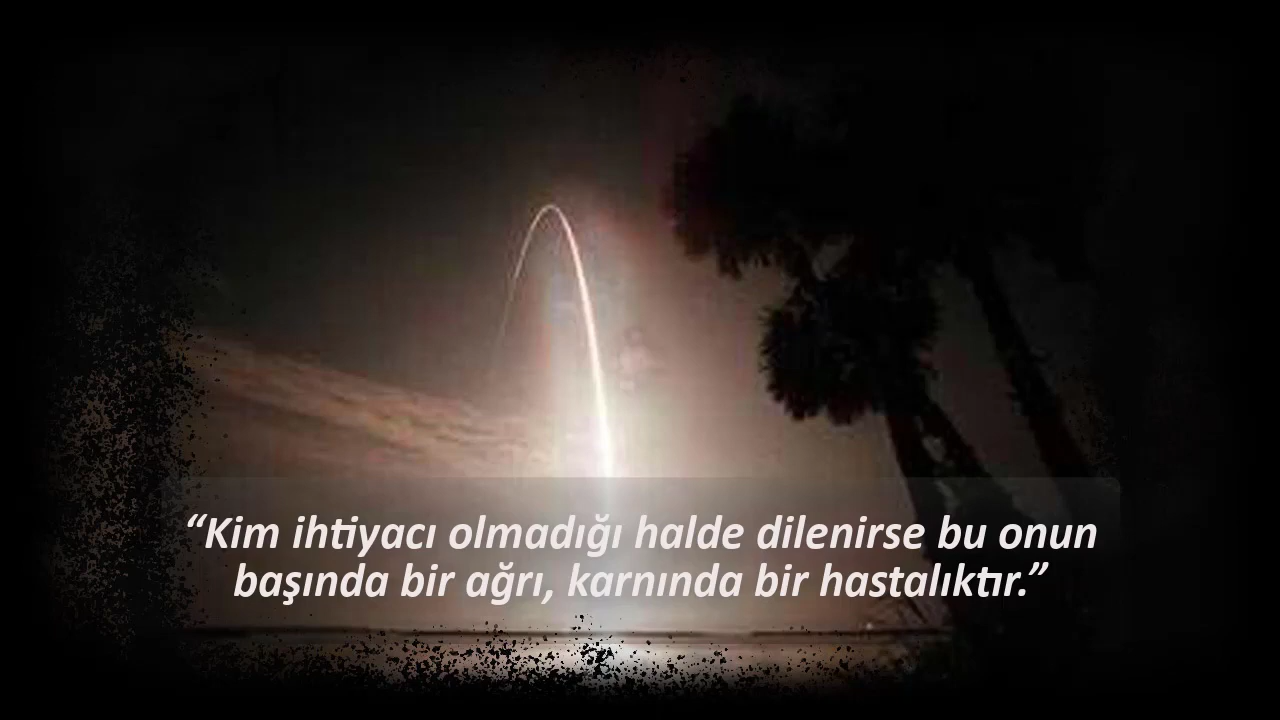 “Kim ihtiyacı olmadığı halde dilenirse bu onun
başında bir ağrı, karnında bir hastalıktır.”